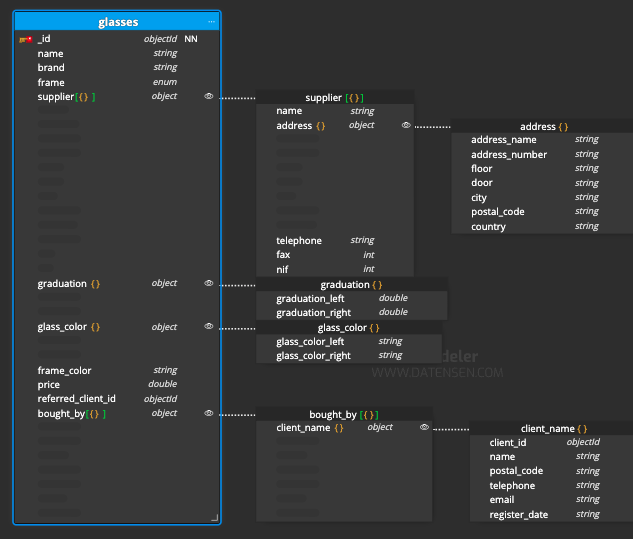 glasses ...
_id objectId NN
name string
brand string
frame enum
supplier[{} ] object
supplier [{}]
name string
address {} object
address {}
address_name string
address_number string
floor string
door string
city string
postal_code string
country string
telephone string
fax int
nif int
graduation {} object
graduation {}
graduation_left double
graduation_right double
glass_color {} object
glass_color {}
glass_color_left string
glass_color_right string
deler
WWW.DATENSEN.COM
frame_color string
price double
referred_client_id objectId
bought_by[{} ] object
bought_by [{}]
client_name {} object
client_name {}
client_id objectId
name string
postal_code string
telephone string
email string
register_date string